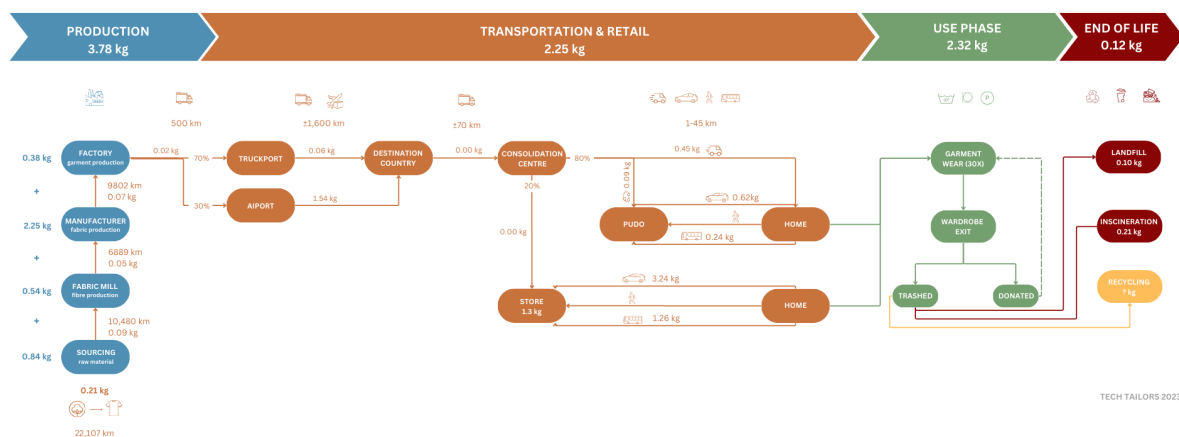 PRODUCTION
3.78 kg
TRANSPORTATION & RETAIL
2.25 kg
USE PHASE
2.32 kg
END OF LIFE
0.12 kg
500 km
±1,600 km
±70 km
1-45 km
0.38 kg
FACTORY
garment production
0.02 kg
70%
TRUCKPORT
0.06 kg
DESTINATION
COUNTRY
0.00 kg
CONSOLIDATION
CENTRE
80%
0.45 kg
GARMENT
WEAR (30X)
LANDFILL
0.10 kg
+
9802 km
0.07 kg
30%
AIPORT
1.54 kg
20%
0.09 kg
0.62kg
2.25 kg
MANUFACTURER
fabric production
0.00 kg
PUDO
HOME
0.24 kg
WARDROBE
EXIT
INSCINERATION
0.21 kg
+
6889 km
0.05 kg
0.54 kg
FABRIC MILL
fibre production
3.24 kg
STORE
1.3 kg
HOME
1.26 kg
TRASHED
DONATED
RECYCLING
? kg
+
10,480 km
0.09 kg
0.84 kg
SOURCING
raw material
0.21 kg
22,107 km
TECH TAILORS 2023